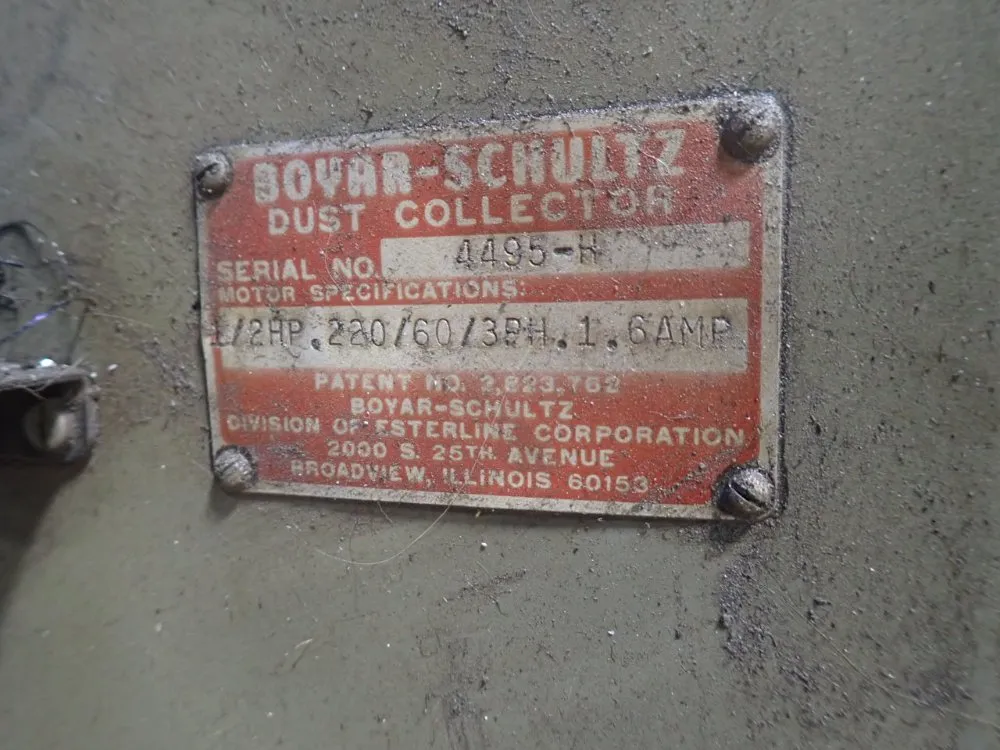 BOYAR-SCHULTZ
DUST COLLECTOR
SERIAL NO. 4495-H
MOTOR SPECIFICATIONS:
1/2HP.220/60/3PH.1.6AMP.
PATENT NO. 2,823,762
BOYAR-SCHULTZ
DIVISION OF ESTERLINE CORPORATION
2000 S. 25TH. AVENUE
BROADVIEW, ILLINOIS 60153